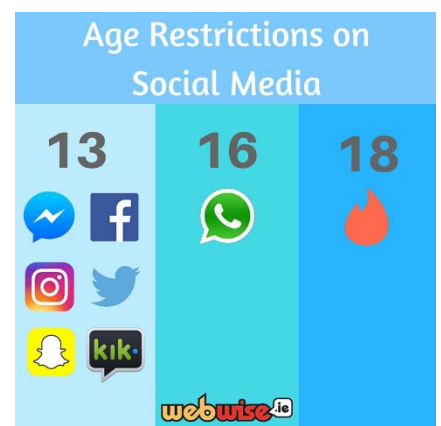 Age Restrictions on
Social Media
13 16 18
kik.
webwise.ie